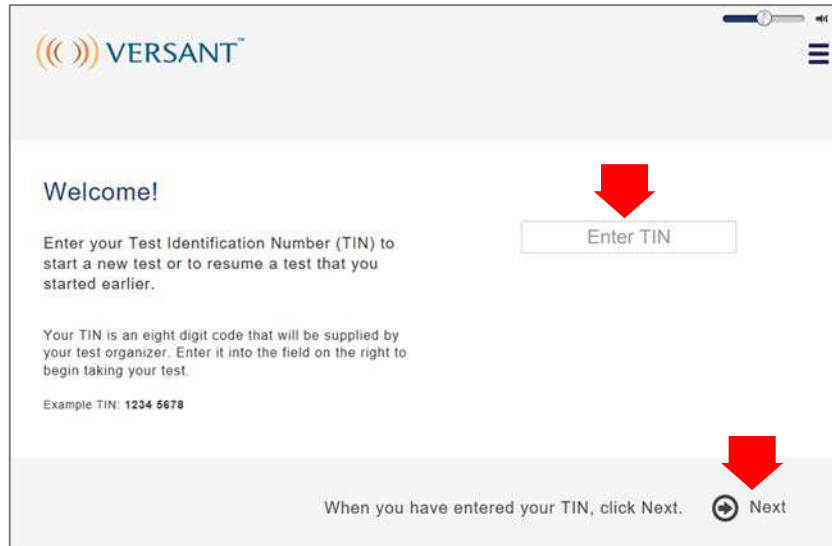 ((( ))) VERSANT™
Welcome!
Enter your Test Identification Number (TIN) to
start a new test or to resume a test that you
started earlier.
Your TIN is an eight digit code that will be supplied by
your test organizer. Enter it into the field on the right to
begin taking your test.
Example TIN: 1234 5678
Enter TIN
When you have entered your TIN, click Next.
Next